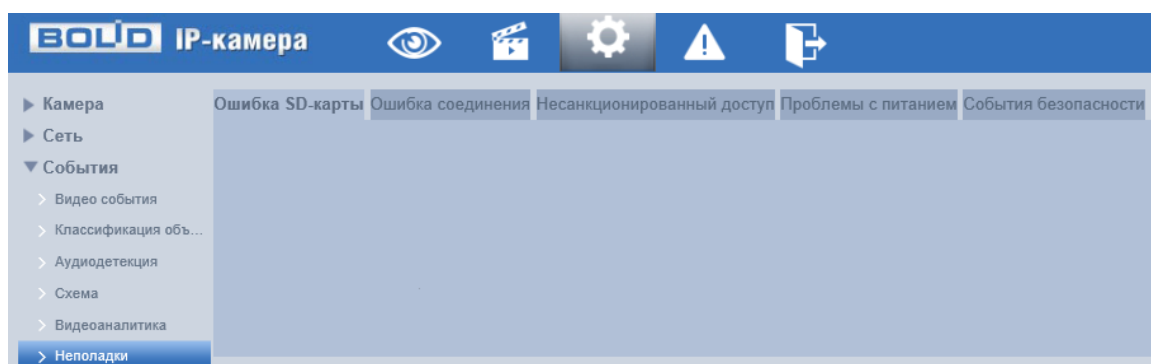 BOLID IP-камера
Камера
Ошибка SD-карты Ошибка соединения Несанкционированный доступ Проблемы с питанием События безопасности
Сеть
События
Видео события
Классификация объ...
Аудиодетекция
Схема
Видеоаналитика
Неполадки